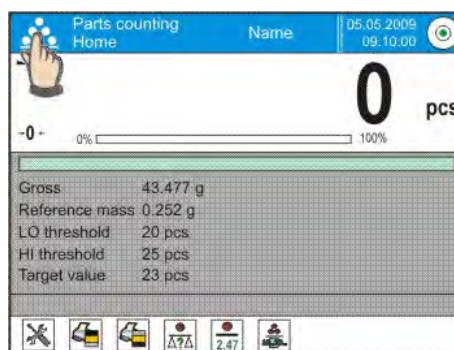 Parts counting
Home
Name
05.05.2009
09:10:00
0
pcs
-0-
0%
100%
Gross 43.477 g
Reference mass 0.252 g
LO threshold 20 pcs
HI threshold 25 pcs
Target value 23 pcs
?
2.47